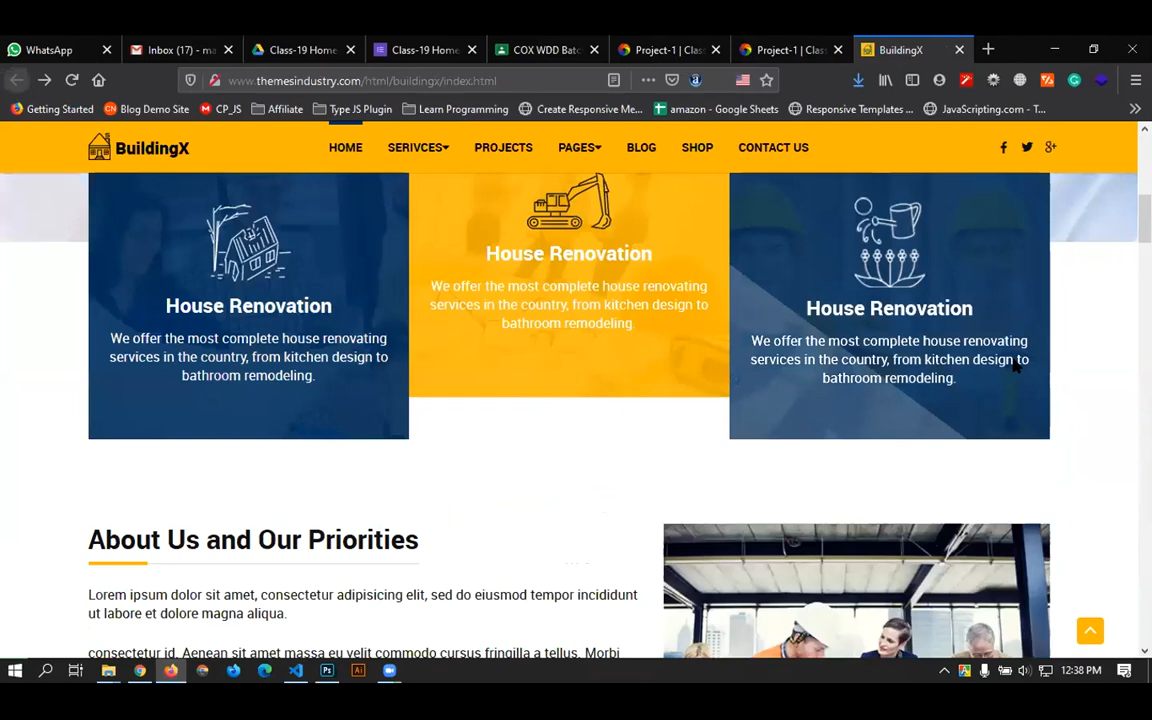 WhatsApp
Inbox (17) - ma
Class-19 Home
Class-19 Home
COX WDD Batc
Project-1 | Clas
Project-1 | Clas
BuildingX
www.themesindustry.com/html/buildingx/index.html
Getting Started
Blog Demo Site
CP_JS
Affiliate
Type JS Plugin
Learn Programming
Create Responsive Me...
amazon - Google Sheets
Responsive Templates ...
JavaScripting.com - T...
BuildingX
HOME
SERIVCES
PROJECTS
PAGES
BLOG
SHOP
CONTACT US
House Renovation
We offer the most complete house renovating
services in the country, from kitchen design to
bathroom remodeling.
House Renovation
We offer the most complete house renovating
services in the country, from kitchen design to
bathroom remodeling.
House Renovation
We offer the most complete house renovating
services in the country, from kitchen design to
bathroom remodeling.
About Us and Our Priorities
Lorem ipsum dolor sit amet, consectetur adipisicing elit, sed do eiusmod tempor incididunt
ut labore et dolore magna aliqua.
consectetur id. Aenean sit amet massa eu velit commodo cursus fringilla a tellus. Morbi
12:38 PM